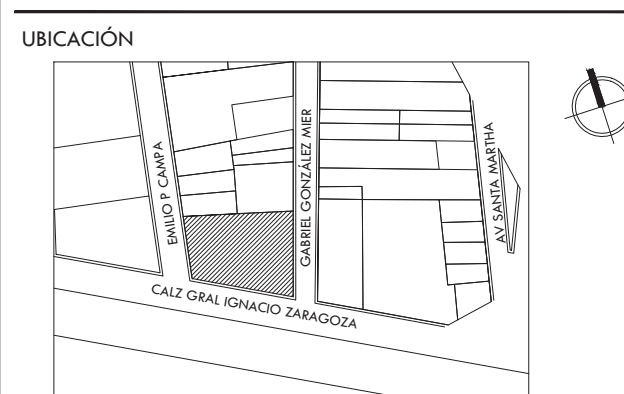 UBICACIÓN
EMILIO P CAMPA
GABRIEL GONZÁLEZ MIER
AV SANTA MARTHA
CALZ GRAL IGNACIO ZARAGOZA